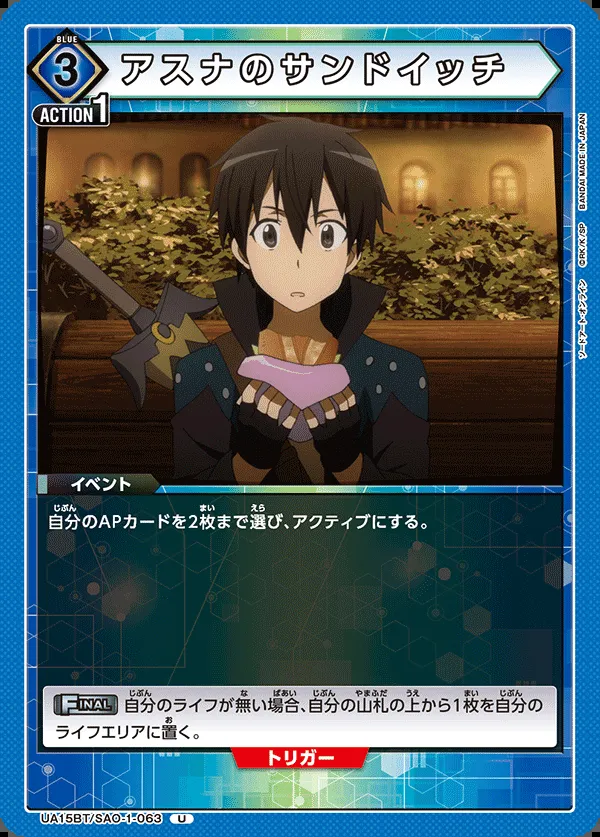 BLUE
3
アスナのサンドイッチ
ACTION 1
BANDAI MADE IN JAPAN
©RK/K/SP
ソードアート・オンライン
イベント
自分のAPカードを2枚まで選び、アクティブにする。
FINAL 自分のライフが無い場合、自分の山札の上から1枚を自分の
ライフエリアに置く。
トリガー
UA15BT/SAO-1-063 U